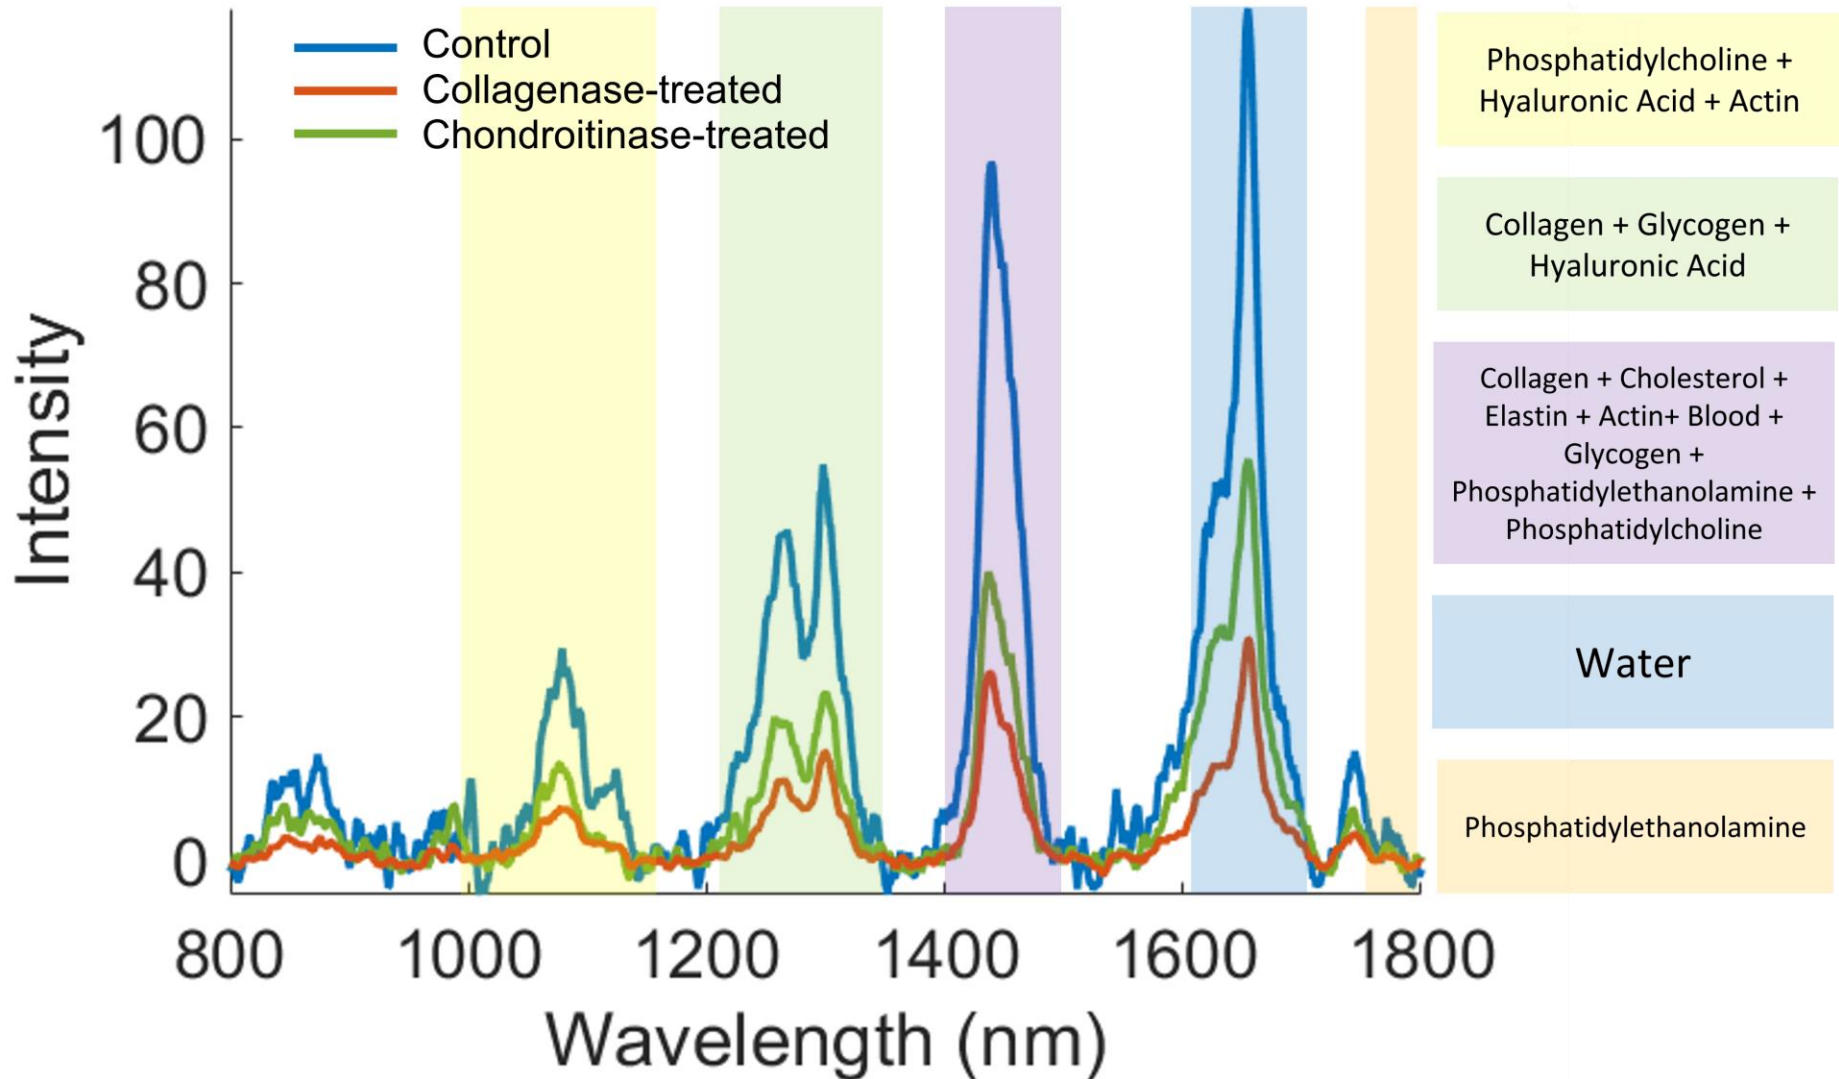 Control
Collagenase-treated
Chondroitinase-treated
100
80
60
40
20
0
Intensity
800 1000 1200 1400 1600 1800
Wavelength (nm)
Phosphatidylcholine +
Hyaluronic Acid + Actin
Collagen + Glycogen +
Hyaluronic Acid
Collagen + Cholesterol +
Elastin + Actin+ Blood +
Glycogen +
Phosphatidylethanolamine +
Phosphatidylcholine
Water
Phosphatidylethanolamine